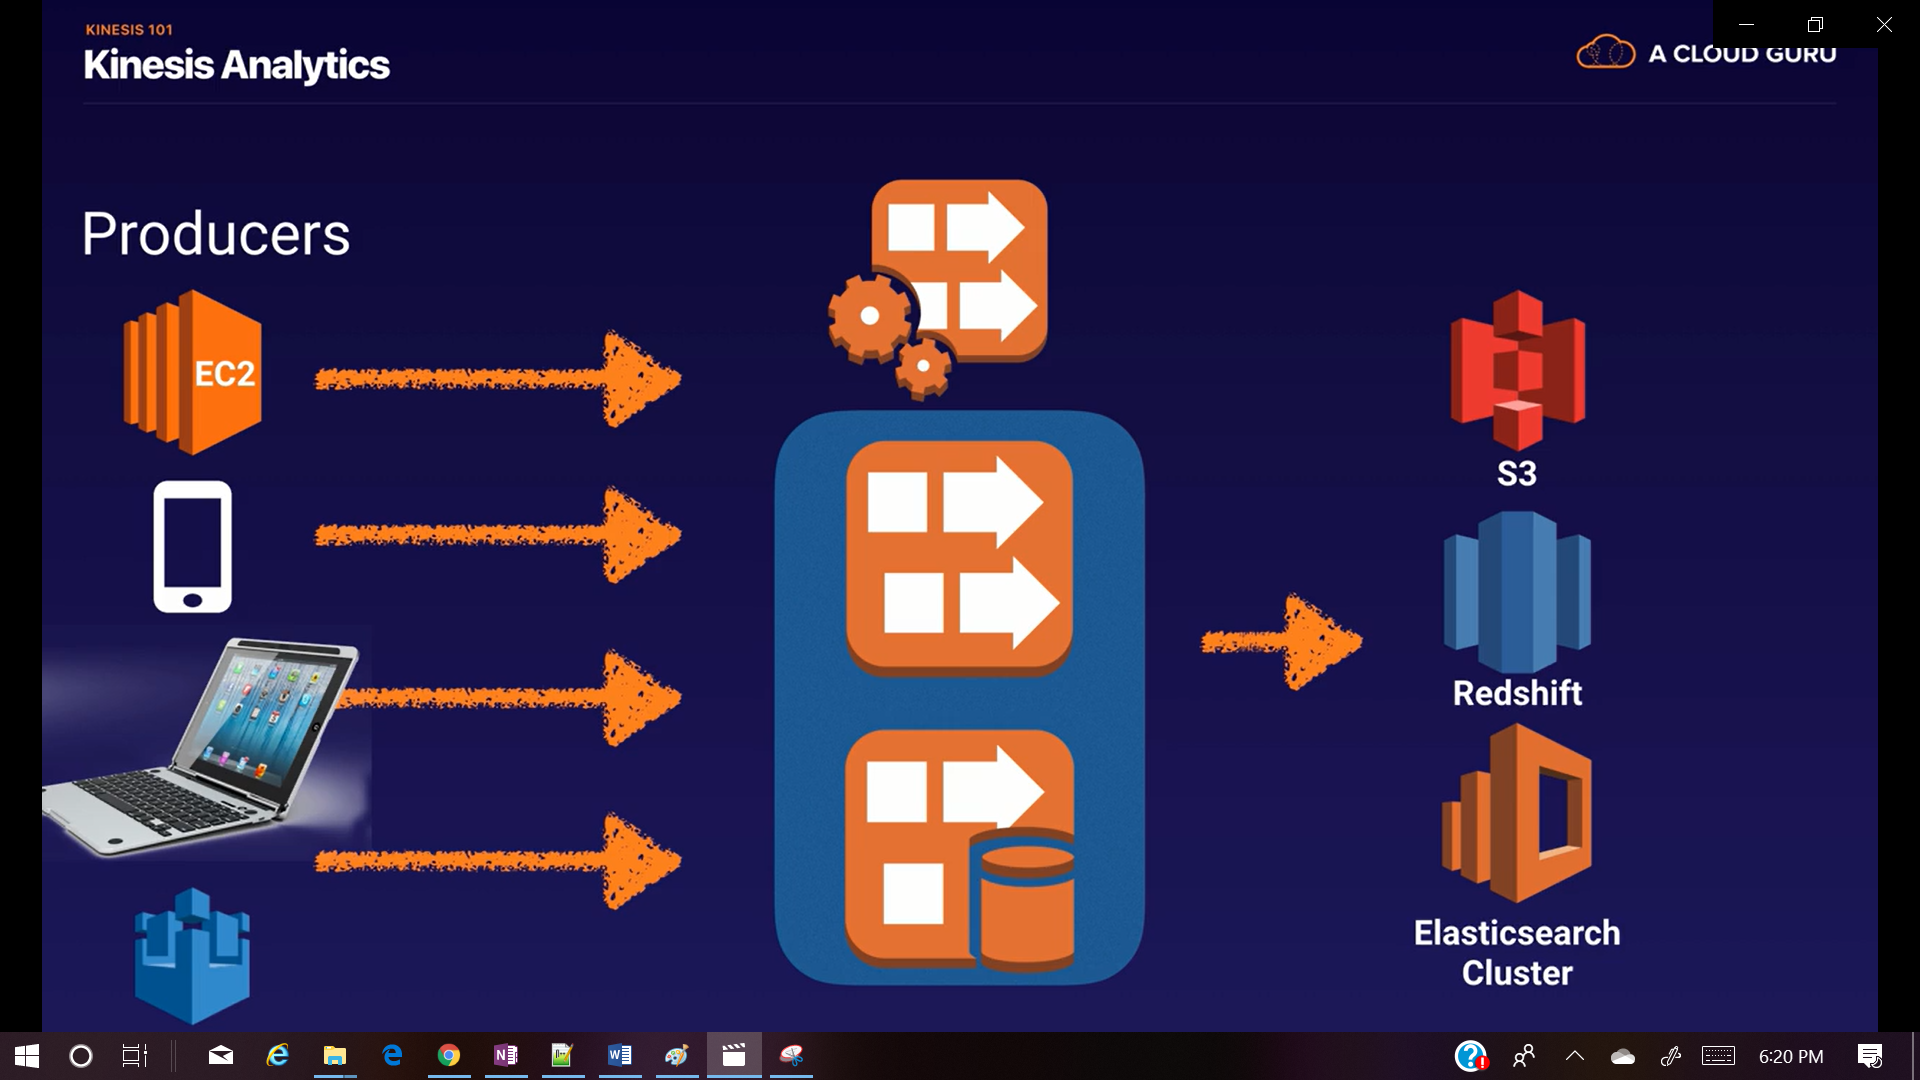 KINESIS 101
Kinesis Analytics
A CLOUD GURU
Producers
EC2
S3
Redshift
Elasticsearch
Cluster
6:20 PM